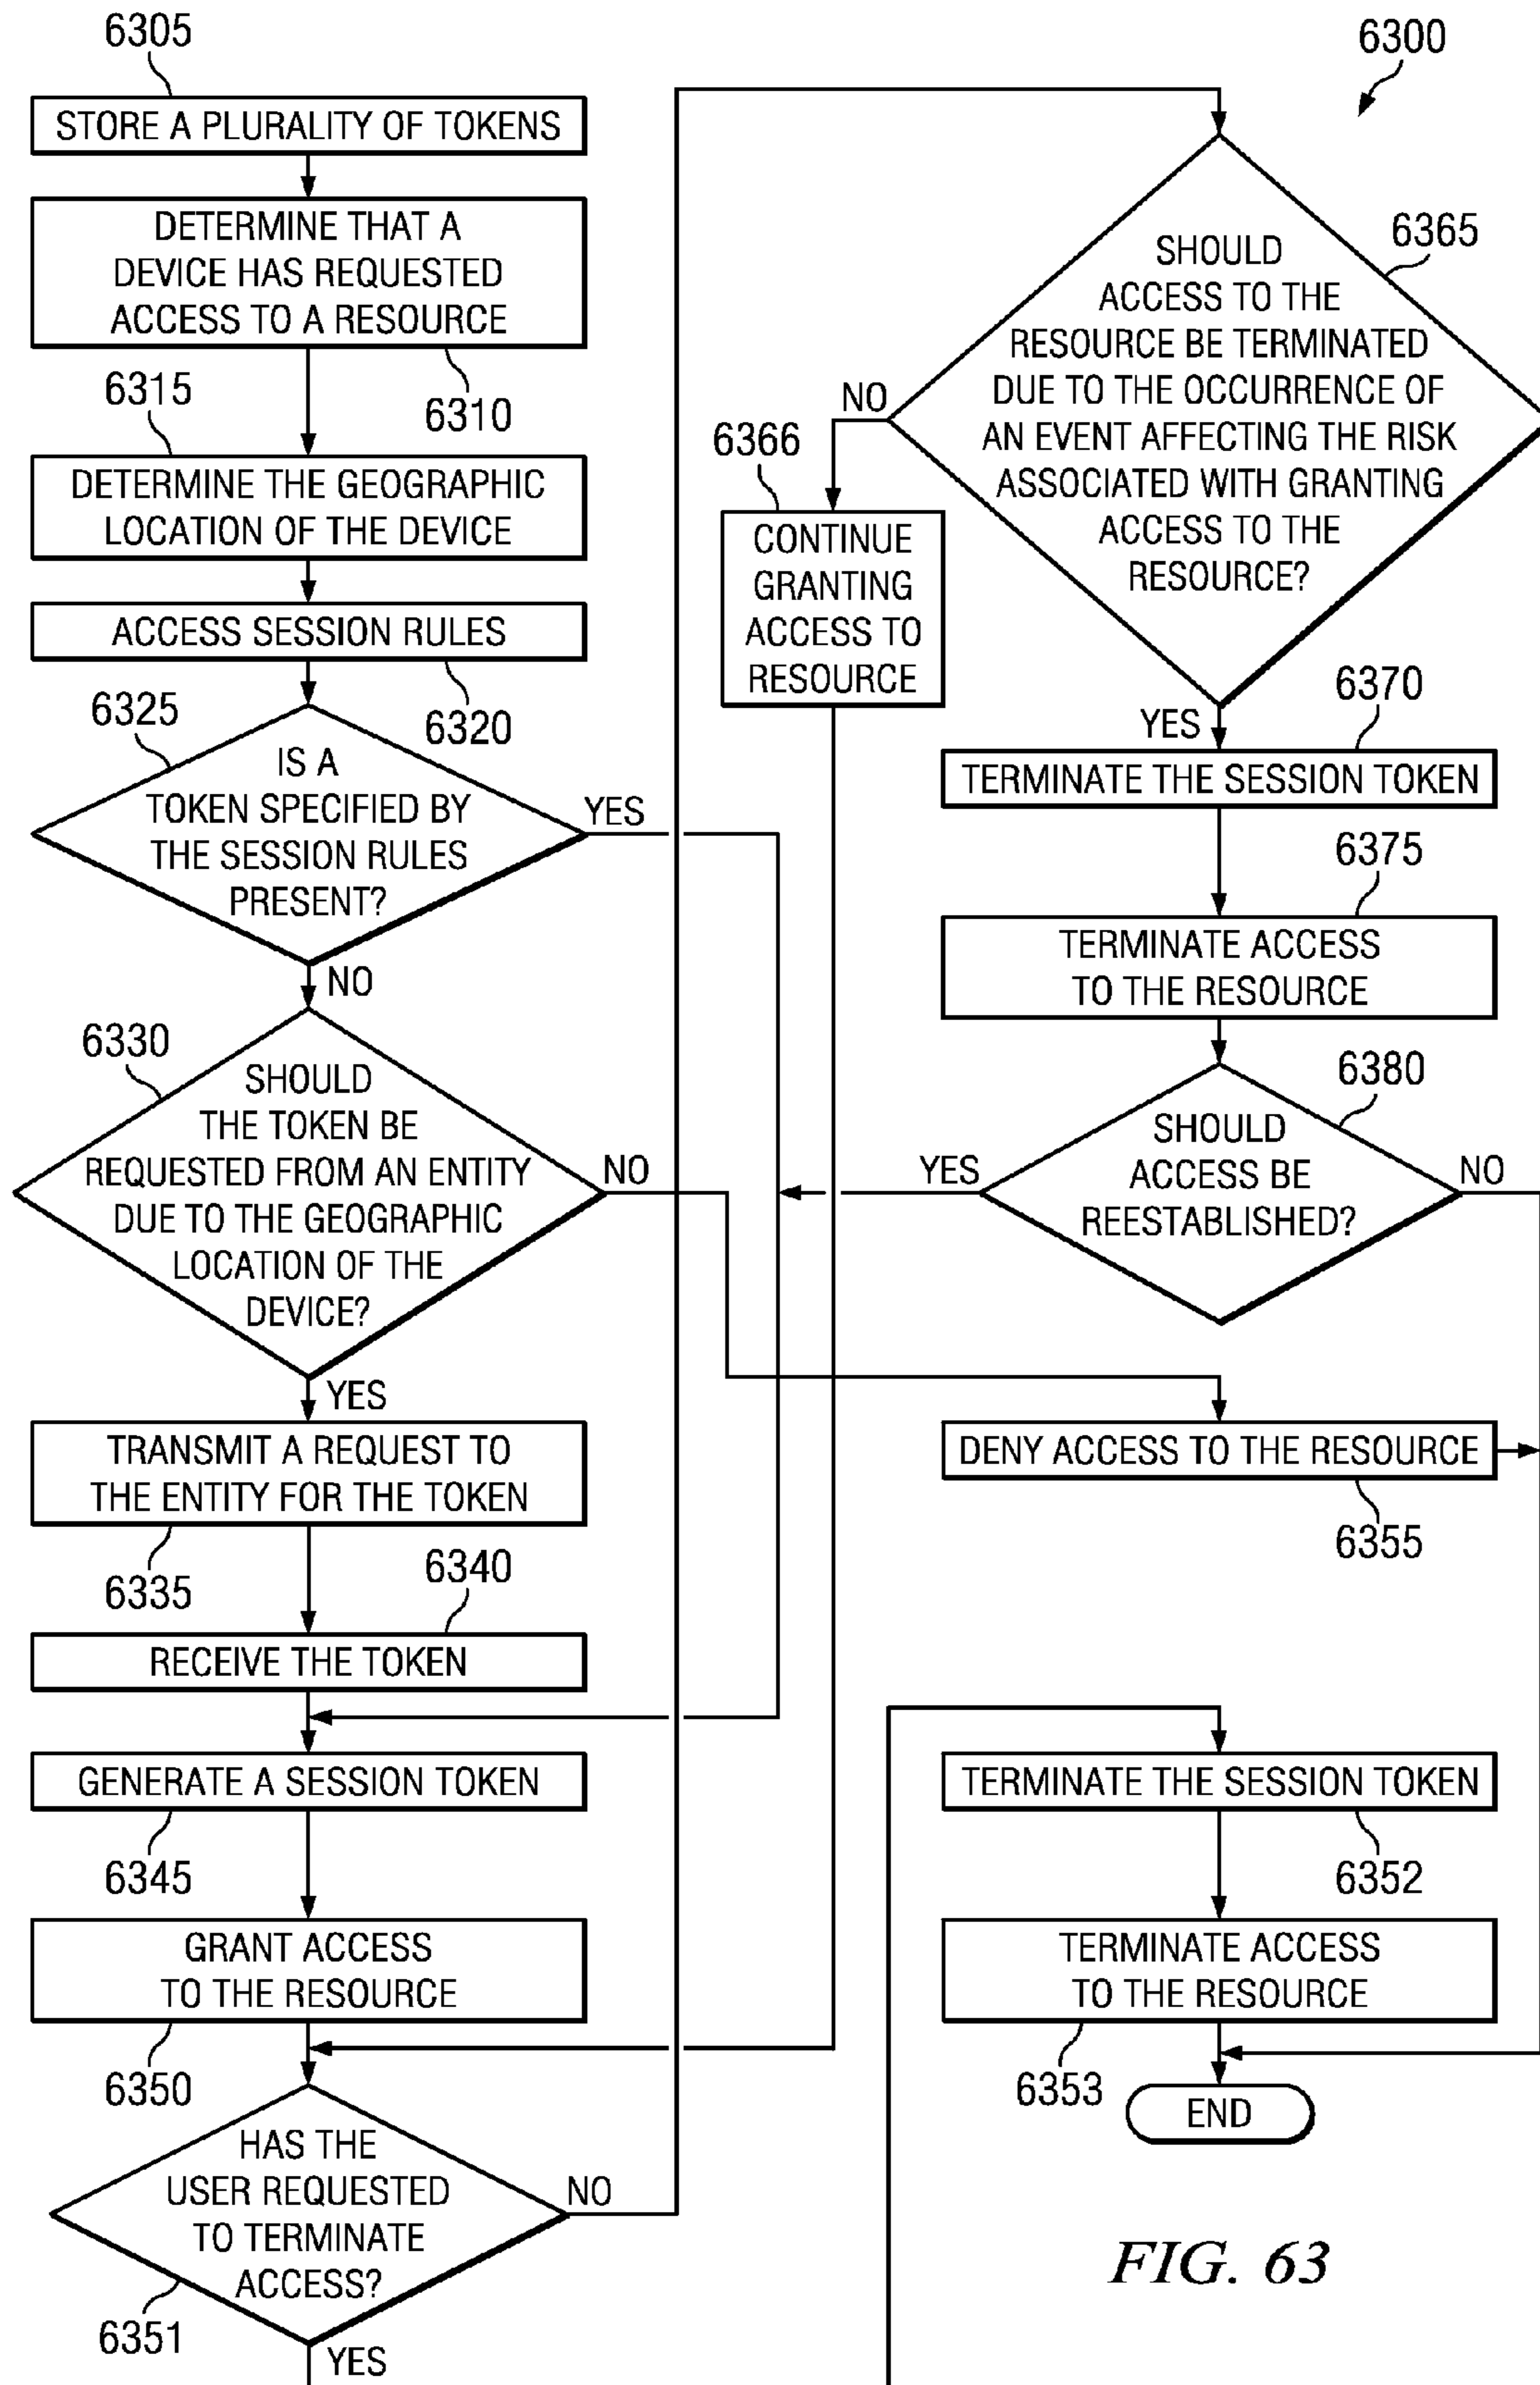 6305
STORE A PLURALITY OF TOKENS
DETERMINE THAT A
DEVICE HAS REQUESTED
ACCESS TO A RESOURCE
6310
6315
DETERMINE THE GEOGRAPHIC
LOCATION OF THE DEVICE
ACCESS SESSION RULES
6320
6325
IS A
TOKEN SPECIFIED BY
THE SESSION RULES
PRESENT?
YES
NO
6330
SHOULD
THE TOKEN BE
REQUESTED FROM AN ENTITY
DUE TO THE GEOGRAPHIC
LOCATION OF THE
DEVICE?
NO
YES
TRANSMIT A REQUEST TO
THE ENTITY FOR THE TOKEN
6335
6340
RECEIVE THE TOKEN
GENERATE A SESSION TOKEN
6345
GRANT ACCESS
TO THE RESOURCE
6350
HAS THE
USER REQUESTED
TO TERMINATE
ACCESS?
NO
6351
YES
6300
6365
SHOULD
ACCESS TO THE
RESOURCE BE TERMINATED
DUE TO THE OCCURRENCE OF
AN EVENT AFFECTING THE RISK
ASSOCIATED WITH GRANTING
ACCESS TO THE
RESOURCE?
NO
6366
CONTINUE
GRANTING
ACCESS TO
RESOURCE
YES
6370
TERMINATE THE SESSION TOKEN
6375
TERMINATE ACCESS
TO THE RESOURCE
6380
SHOULD
ACCESS BE
REESTABLISHED?
YES
NO
DENY ACCESS TO THE RESOURCE
6355
TERMINATE THE SESSION TOKEN
6352
TERMINATE ACCESS
TO THE RESOURCE
6353
END
FIG. 63